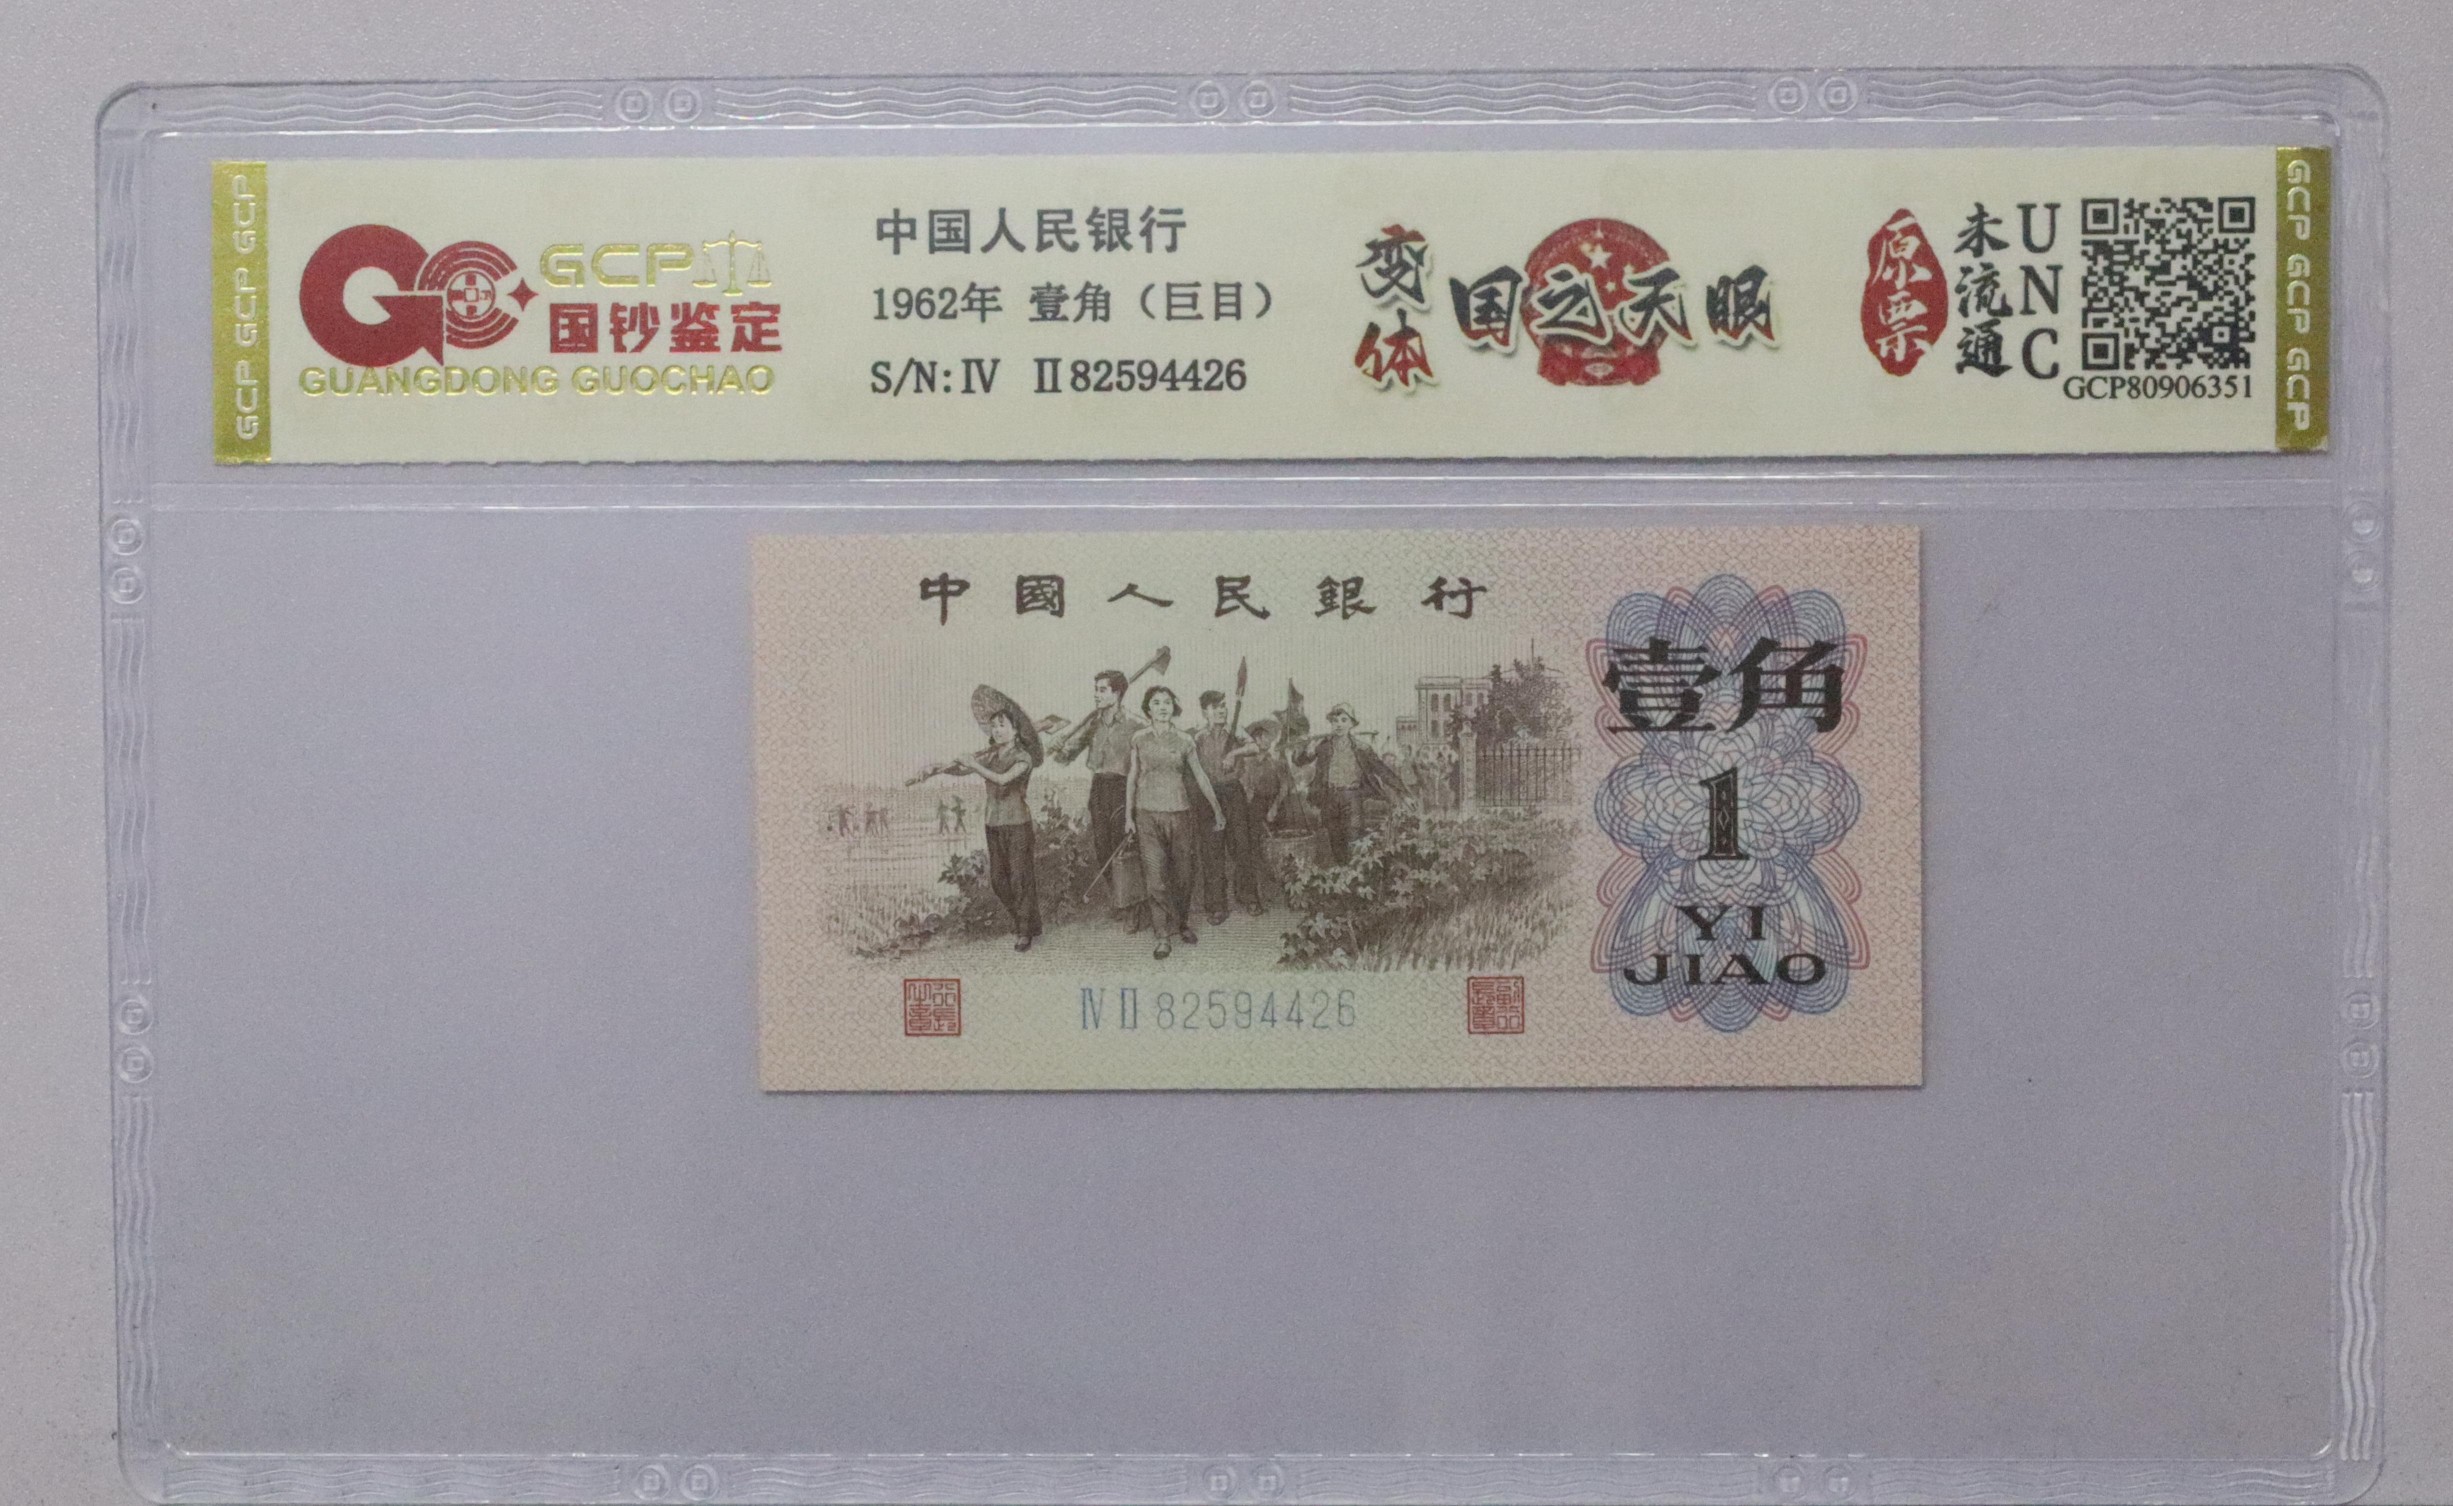 GCP GCP GCP
GCP
国钞鉴定
GUANGDONG GUOCHAO
中国人民银行
1962年 壹角（巨目）
S/N:Ⅳ Ⅱ82594426
变体
国之天眼
原票
未流通
UNC
GCP80906351
GCP GCP GCP
中國人民銀行
壹角
1
YI
JIAO
Ⅳ Ⅱ 82594426